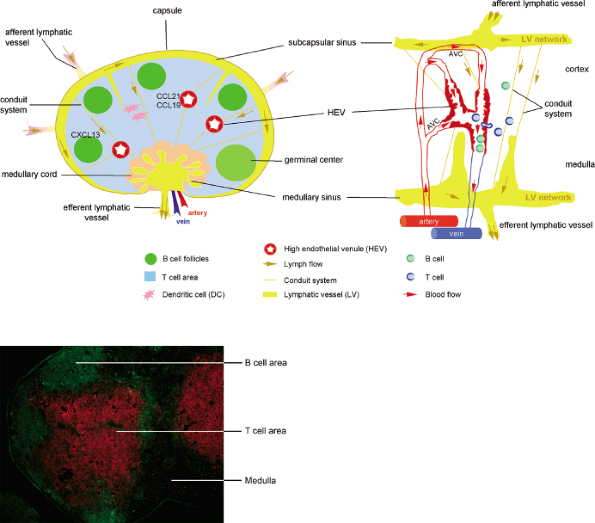 capsule
afferent lymphatic
vessel
subcapsular sinus
conduit
system
CCL21
CCL19
HEV
CXCL13
germinal center
medullary cord
medullary sinus
efferent lymphatic
vessel
artery
vein
afferent lymphatic vessel
LV network
AVC
cortex
conduit
system
AVC
medulla
LV network
efferent lymphatic vessel
artery
vein
B cell follicles
T cell area
Dendritic cell (DC)
High endothelial venule (HEV)
Lymph flow
Conduit system
Lymphatic vessel (LV)
B cell
T cell
Blood flow
B cell area
T cell area
Medulla